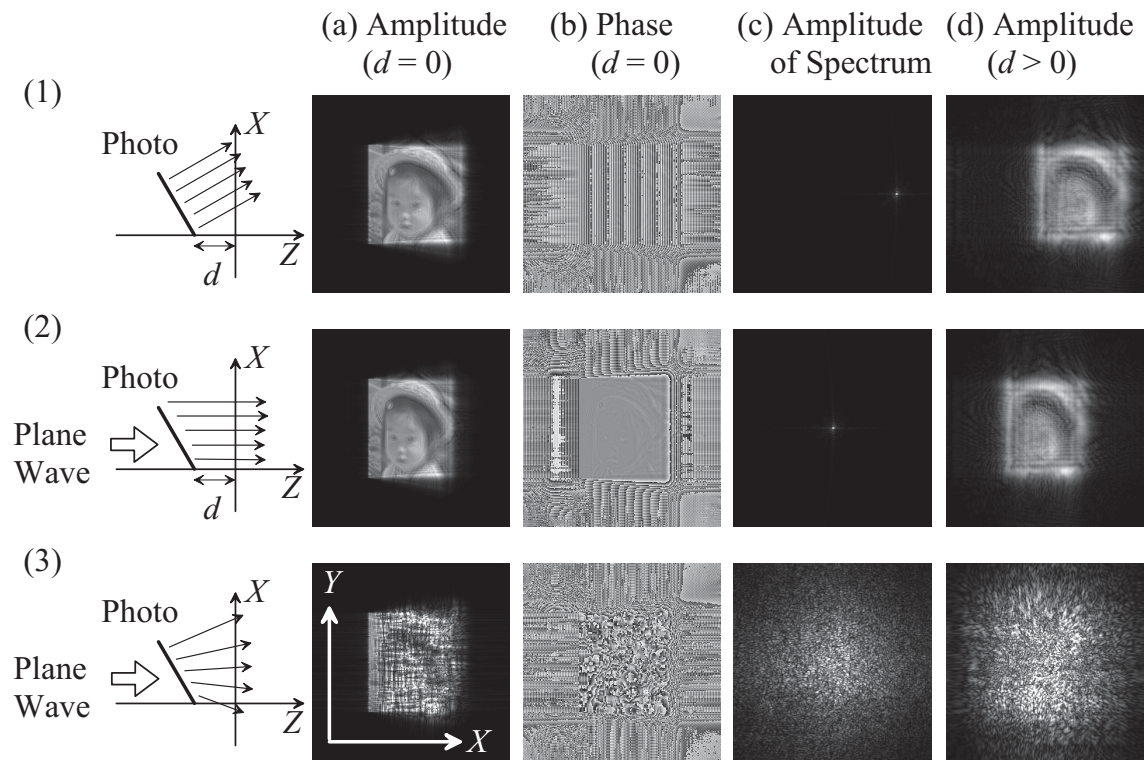 (a) Amplitude (b) Phase (c) Amplitude (d) Amplitude
(d = 0) (d = 0) of Spectrum (d > 0)
(1)
X
Photo
Z
d
(2)
X
Photo
Plane
Wave
Z
d
(3)
X
Photo
Plane
Wave
Z
Y
X